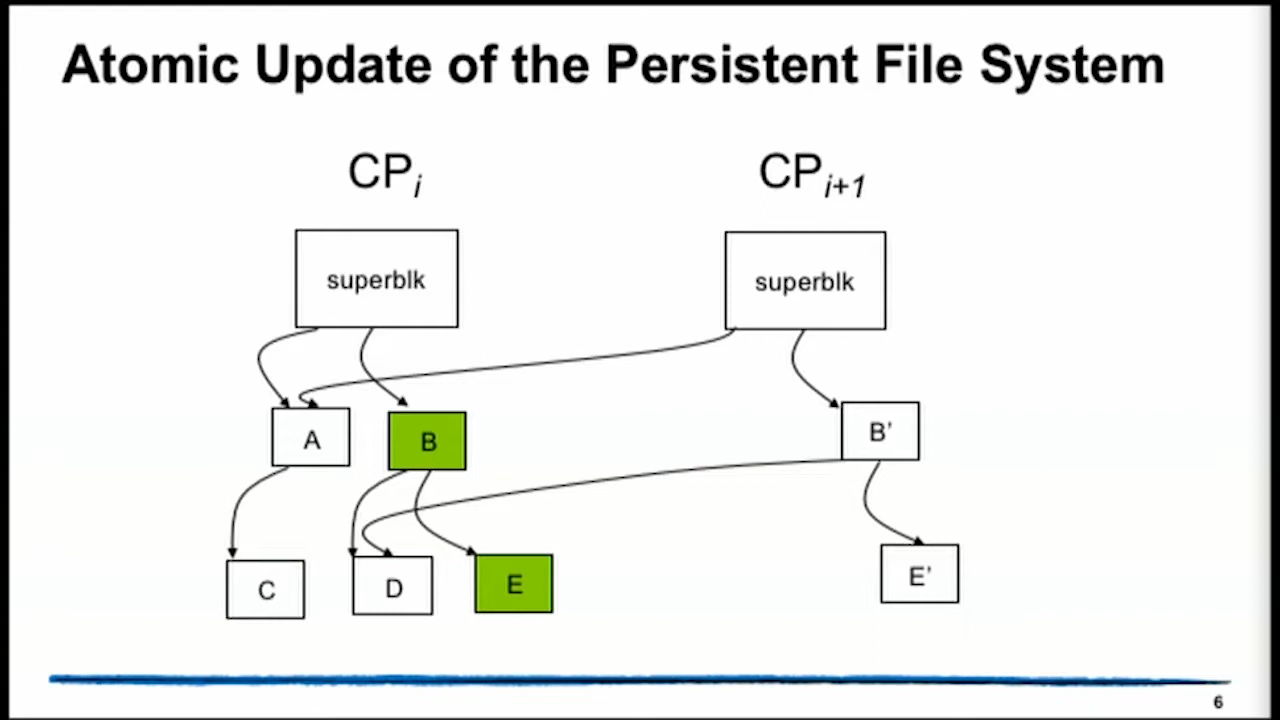 Atomic Update of the Persistent File System
CPi
CPi+1
superblk
superblk
A
B
B’
C
D
E
E’
6